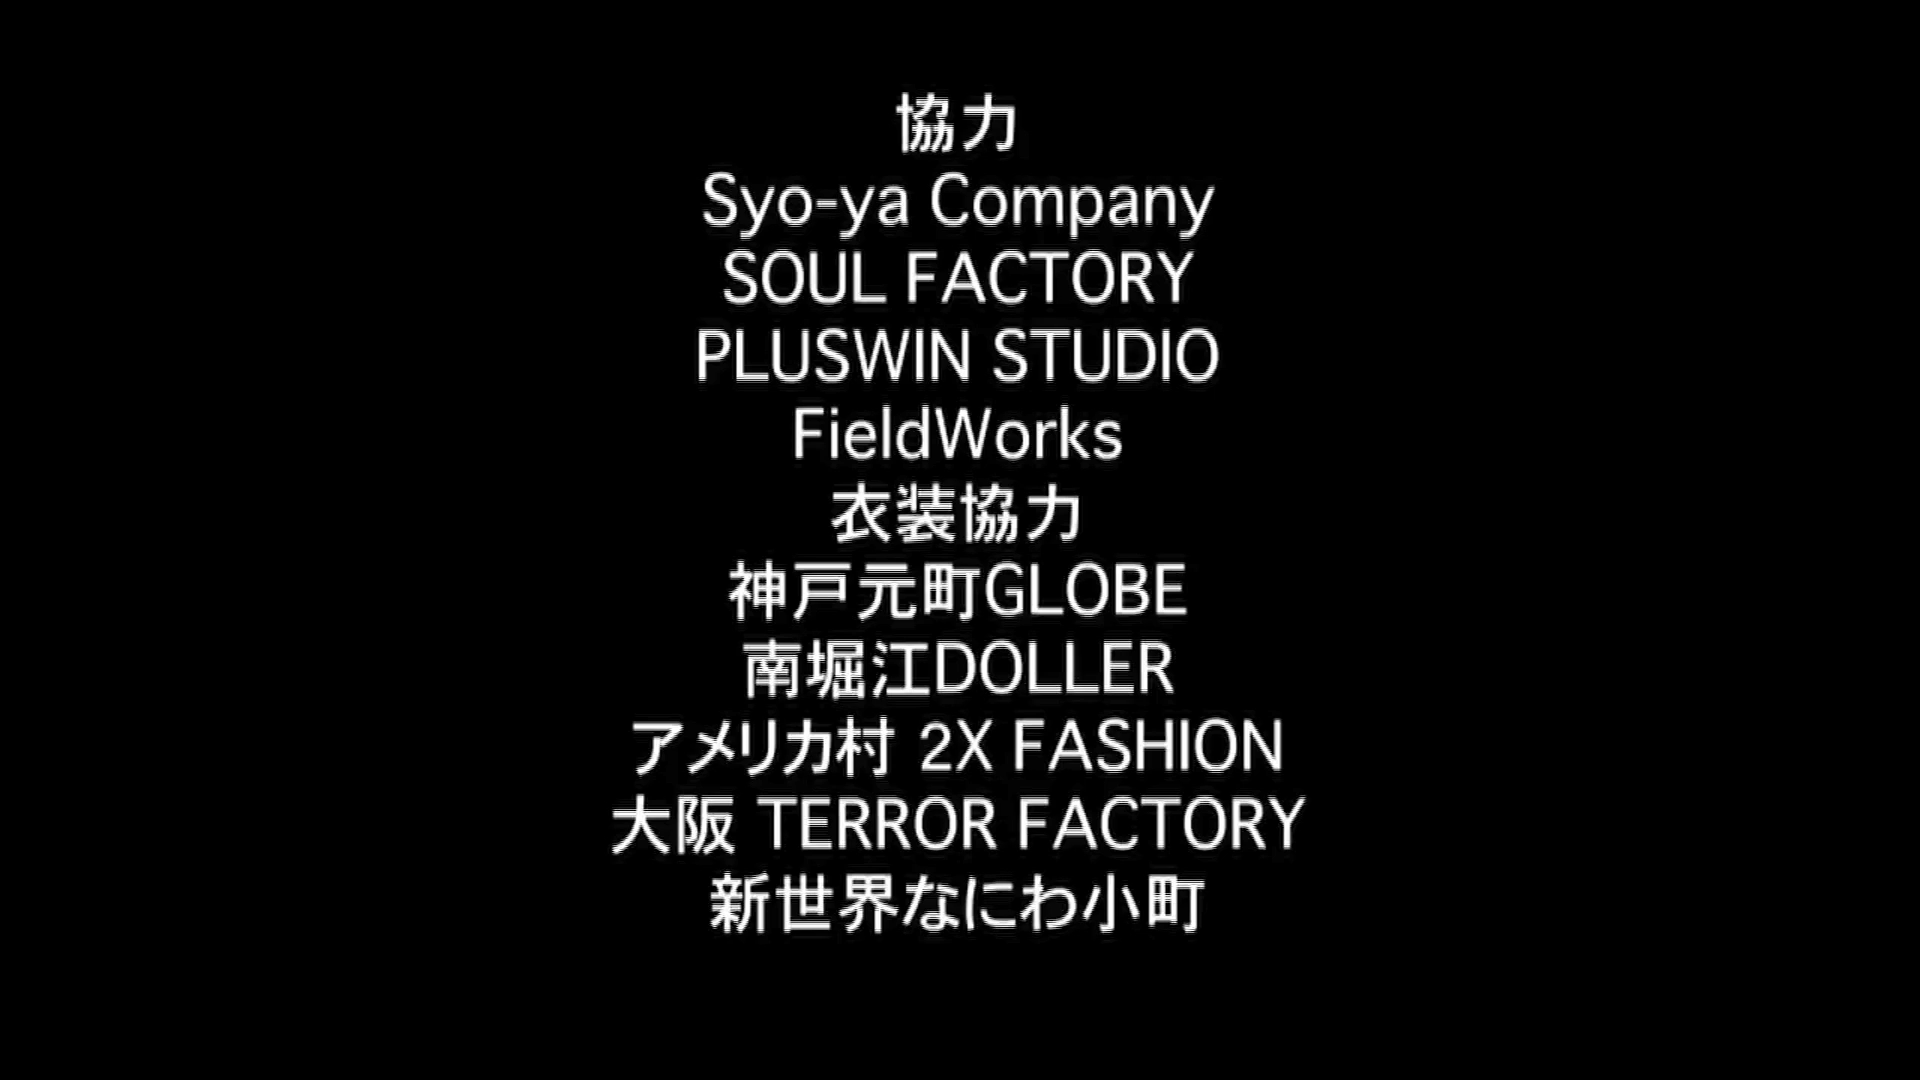 協力
Syo-ya Company
SOUL FACTORY
PLUSWIN STUDIO
FieldWorks
衣装協力
神戸元町GLOBE
南堀江DOLLER
アメリカ村 2X FASHION
大阪 TERROR FACTORY
新世界なにわ小町